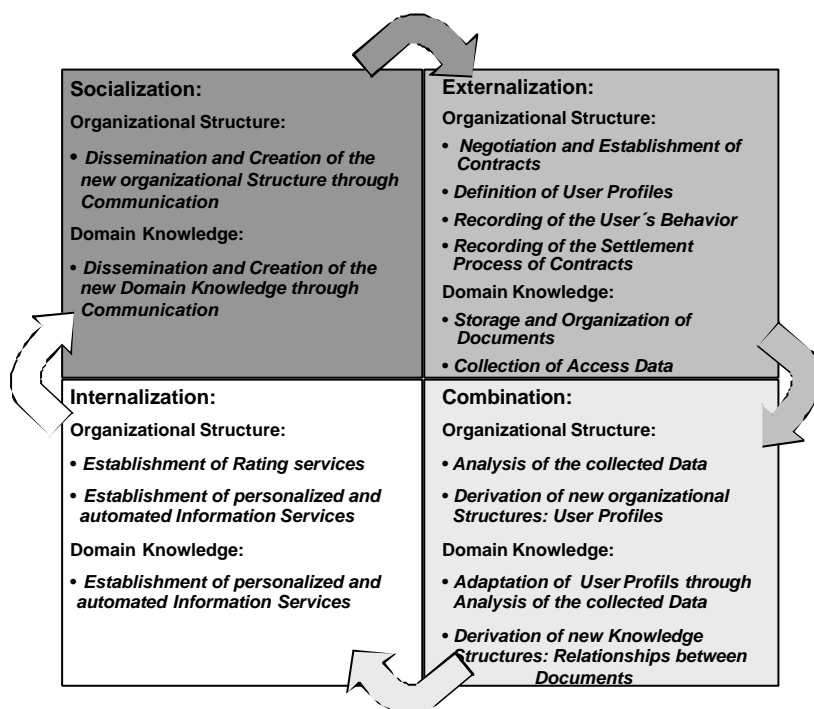 Socialization:
Organizational Structure:
• Dissemination and Creation of the
new organizational Structure through
Communication
Domain Knowledge:
• Dissemination and Creation of the
new Domain Knowledge through
Communication
Externalization:
Organizational Structure:
• Negotiation and Establishment of
Contracts
• Definition of User Profiles
• Recording of the User´s Behavior
• Recording of the Settlement
Process of Contracts
Domain Knowledge:
• Storage and Organization of
Documents
• Collection of Access Data
Internalization:
Organizational Structure:
• Establishment of Rating services
• Establishment of personalized and
automated Information Services
Domain Knowledge:
• Establishment of personalized and
automated Information Services
Combination:
Organizational Structure:
• Analysis of the collected Data
• Derivation of new organizational
Structures: User Profiles
Domain Knowledge:
• Adaptation of User Profils through
Analysis of the collected Data
• Derivation of new Knowledge
Structures: Relationships between
Documents